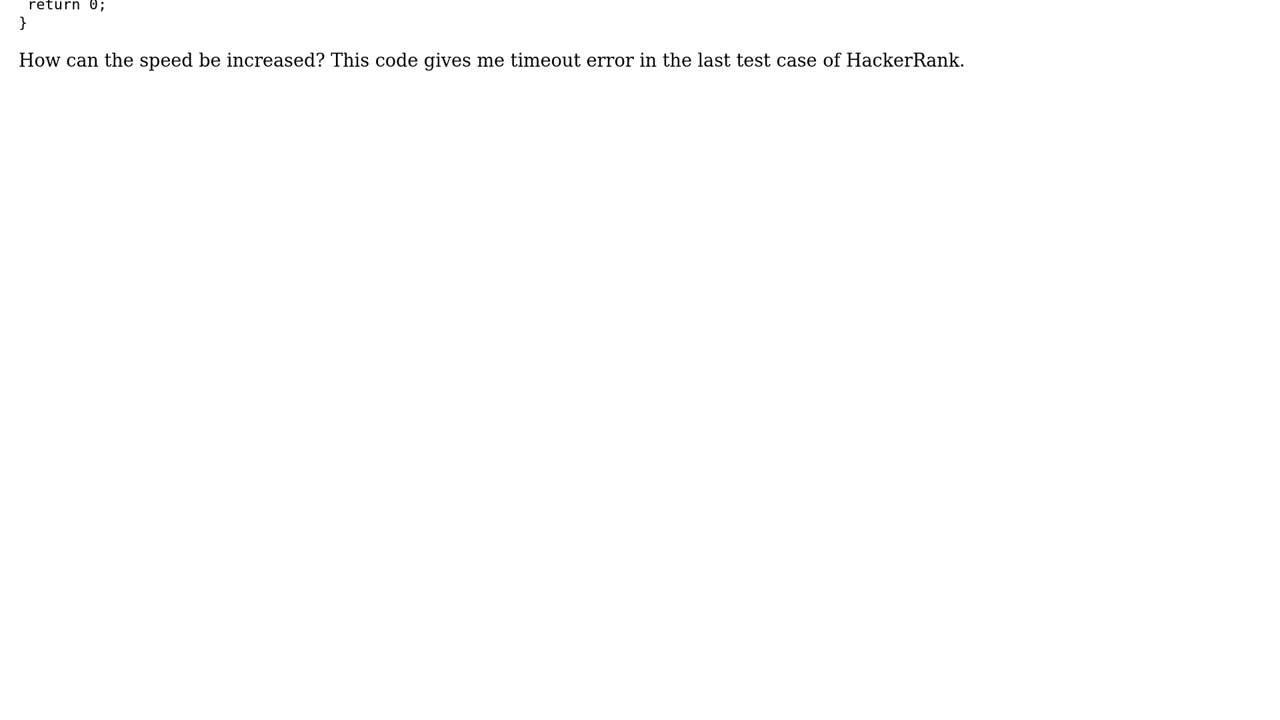 return 0;
}
How can the speed be increased? This code gives me timeout error in the last test case of HackerRank.